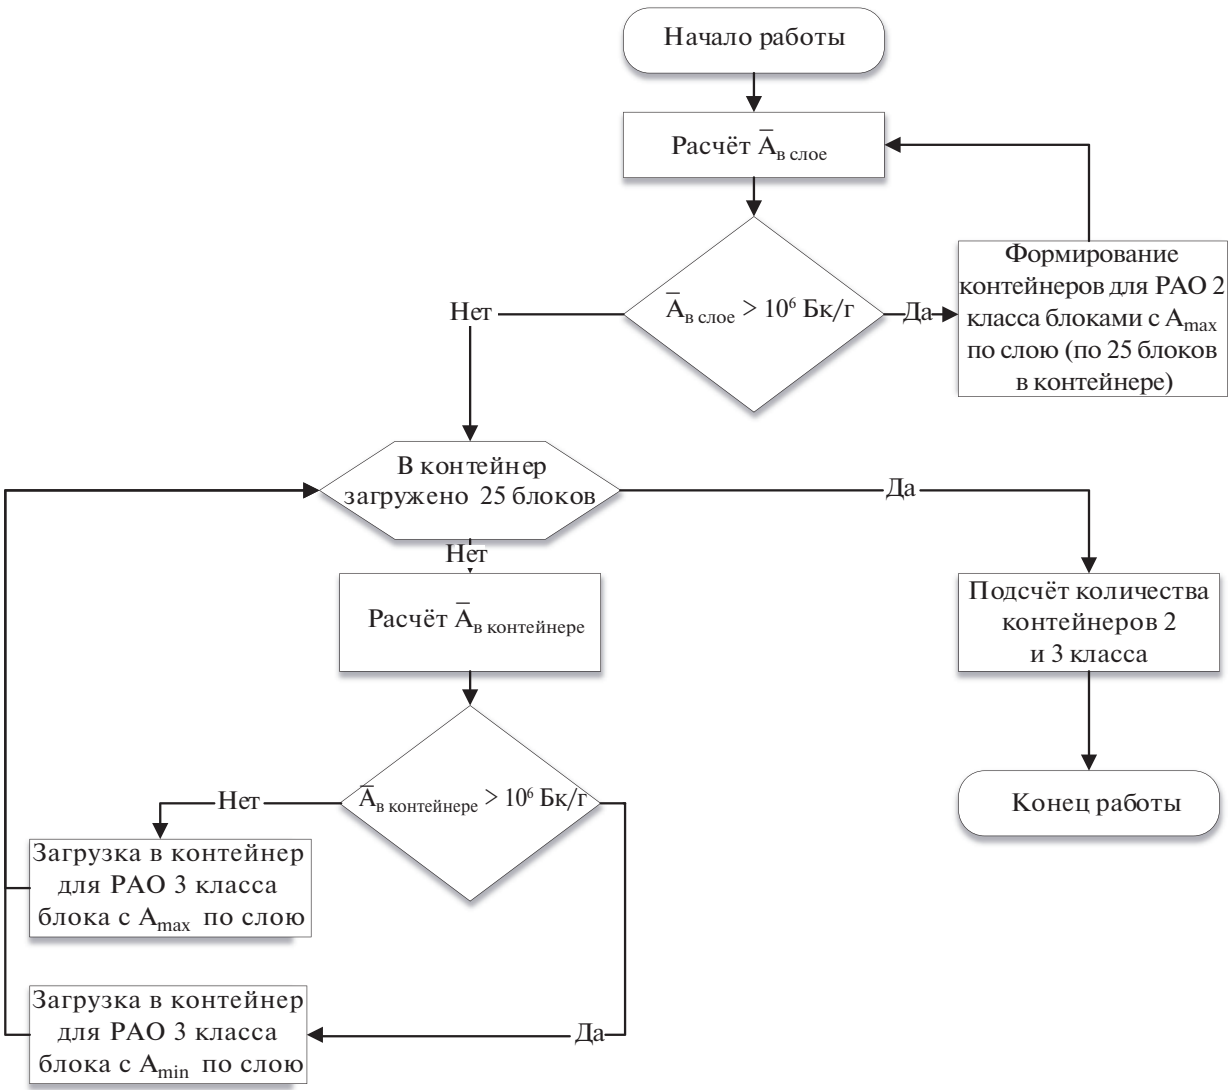 Начало работы
Расчёт A̅в слое
A̅в слое > 10⁶ Бк/г
Да
Формирование
контейнеров для РАО 2
класса блоками с Amax
по слою (по 25 блоков
в контейнере)
Нет
В контейнер
загружено 25 блоков
Да
Нет
Расчёт A̅в контейнере
Подсчёт количества
контейнеров 2
и 3 класса
A̅в контейнере > 10⁶ Бк/г
Нет
Конец работы
Загрузка в контейнер
для РАО 3 класса
блока с Amax по слою
Загрузка в контейнер
для РАО 3 класса
блока с Amin по слою
Да